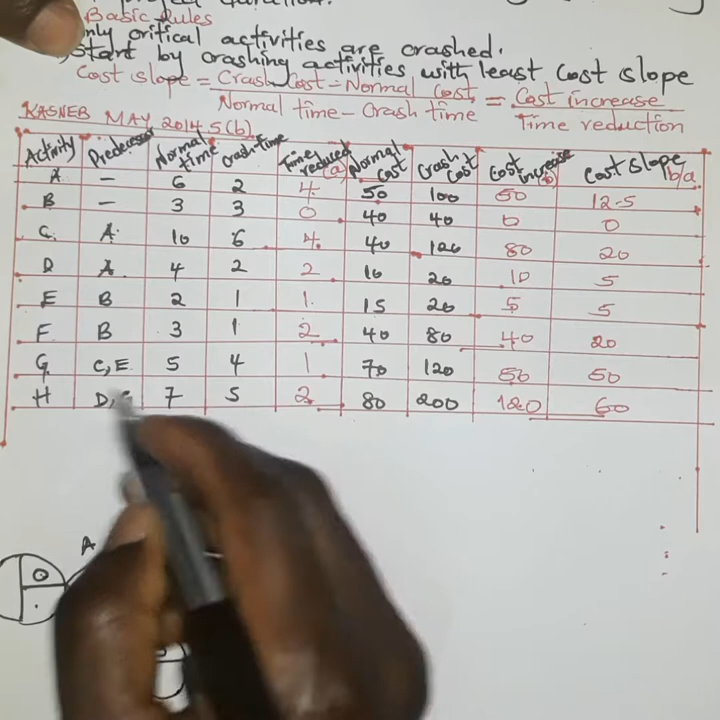 Basic Rules
only critical activities are crashed.
Start by crashing activities with least cost slope
Cost slope = Crash Cost - Normal cost = Cost increase
Normal time - Crash time Time reduction
KASNEB MAY 2014 5(b)
Activity Predecessor Normal time Crash time Time reduced (a) Normal cost Crash cost Cost increase (b) Cost slope b/a
A - 6 2 4 50 100 50 12.5
B - 3 3 0 40 40 0 0
C A 10 6 4 40 120 80 20
D A 4 2 2 10 20 10 5
E B 2 1 1 15 20 5 5
F B 3 1 2 40 80 40 20
G C,E 5 4 1 70 120 50 50
H D, 7 5 2 80 200 120 60
A
0